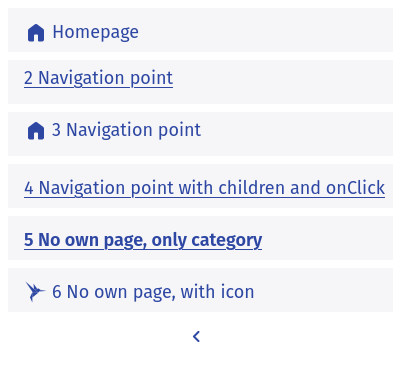 Homepage
2 Navigation point
3 Navigation point
4 Navigation point with children and onClick
5 No own page, only category
6 No own page, with icon